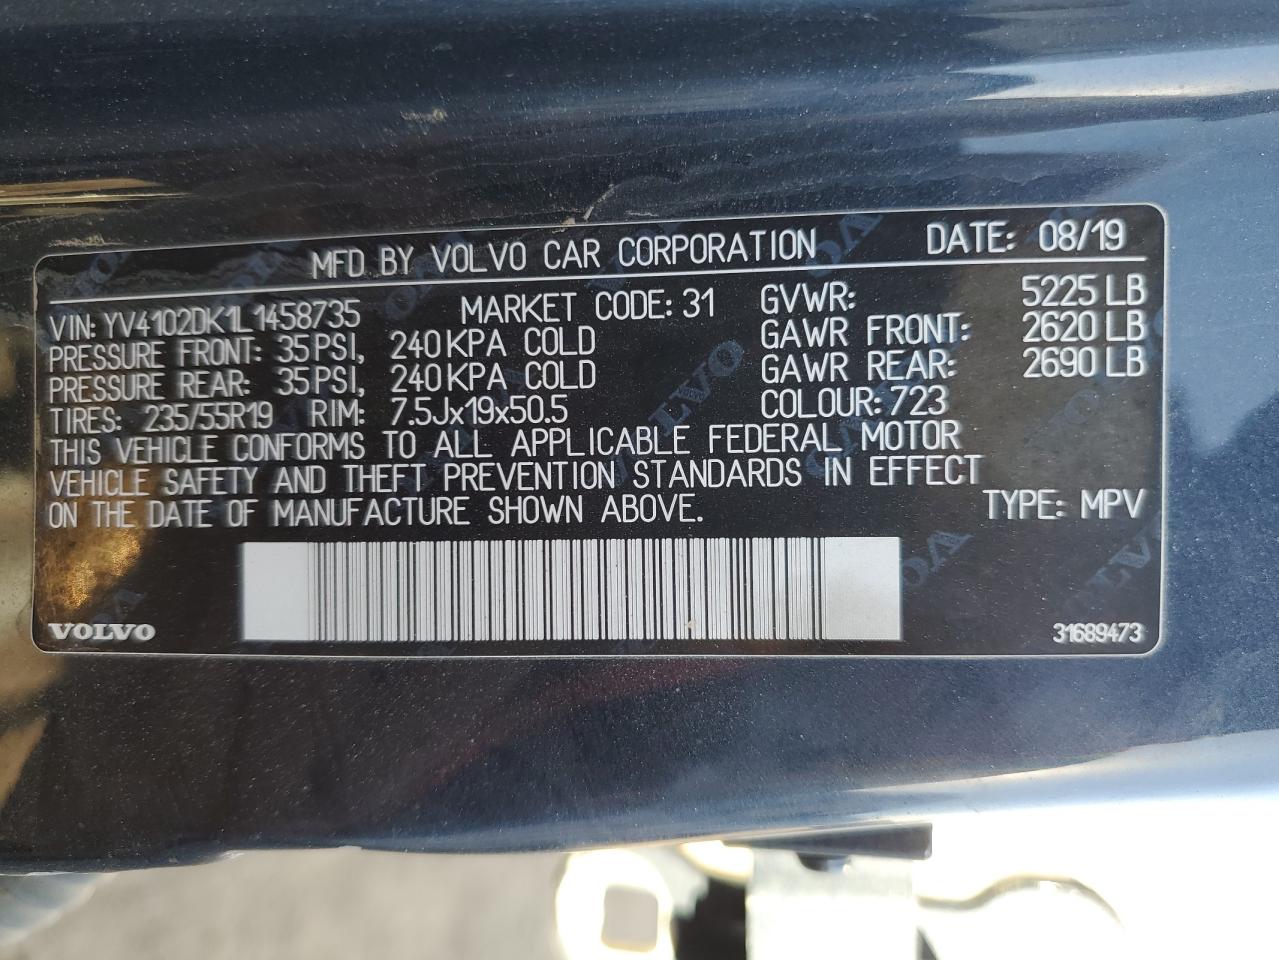 MFD BY VOLVO CAR CORPORATION DATE: 08/19
VIN: YV4102DK1L1458735 MARKET CODE: 31 GVWR: 5225 LB
PRESSURE FRONT: 35 PSI, 240 KPA COLD GAWR FRONT: 2620 LB
PRESSURE REAR: 35 PSI, 240 KPA COLD GAWR REAR: 2690 LB
TIRES: 235/55R19 RIM: 7.5Jx19x50.5 COLOUR: 723
THIS VEHICLE CONFORMS TO ALL APPLICABLE FEDERAL MOTOR
VEHICLE SAFETY AND THEFT PREVENTION STANDARDS IN EFFECT
ON THE DATE OF MANUFACTURE SHOWN ABOVE. TYPE: MPV
VOLVO 31689473